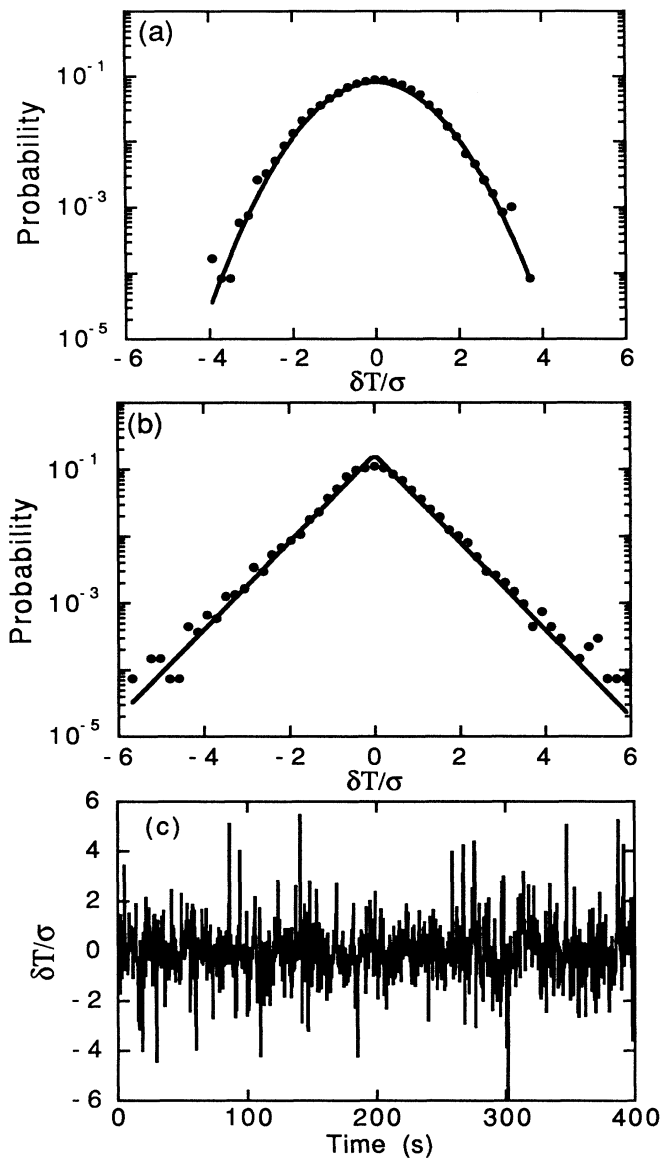 (a)
10^-1
10^-3
10^-5
Probability
-6 -4 -2 0 2 4 6
δT/σ
(b)
10^-1
10^-3
10^-5
Probability
-6 -4 -2 0 2 4 6
δT/σ
(c)
6
4
2
0
-2
-4
-6
δT/σ
0 100 200 300 400
Time (s)